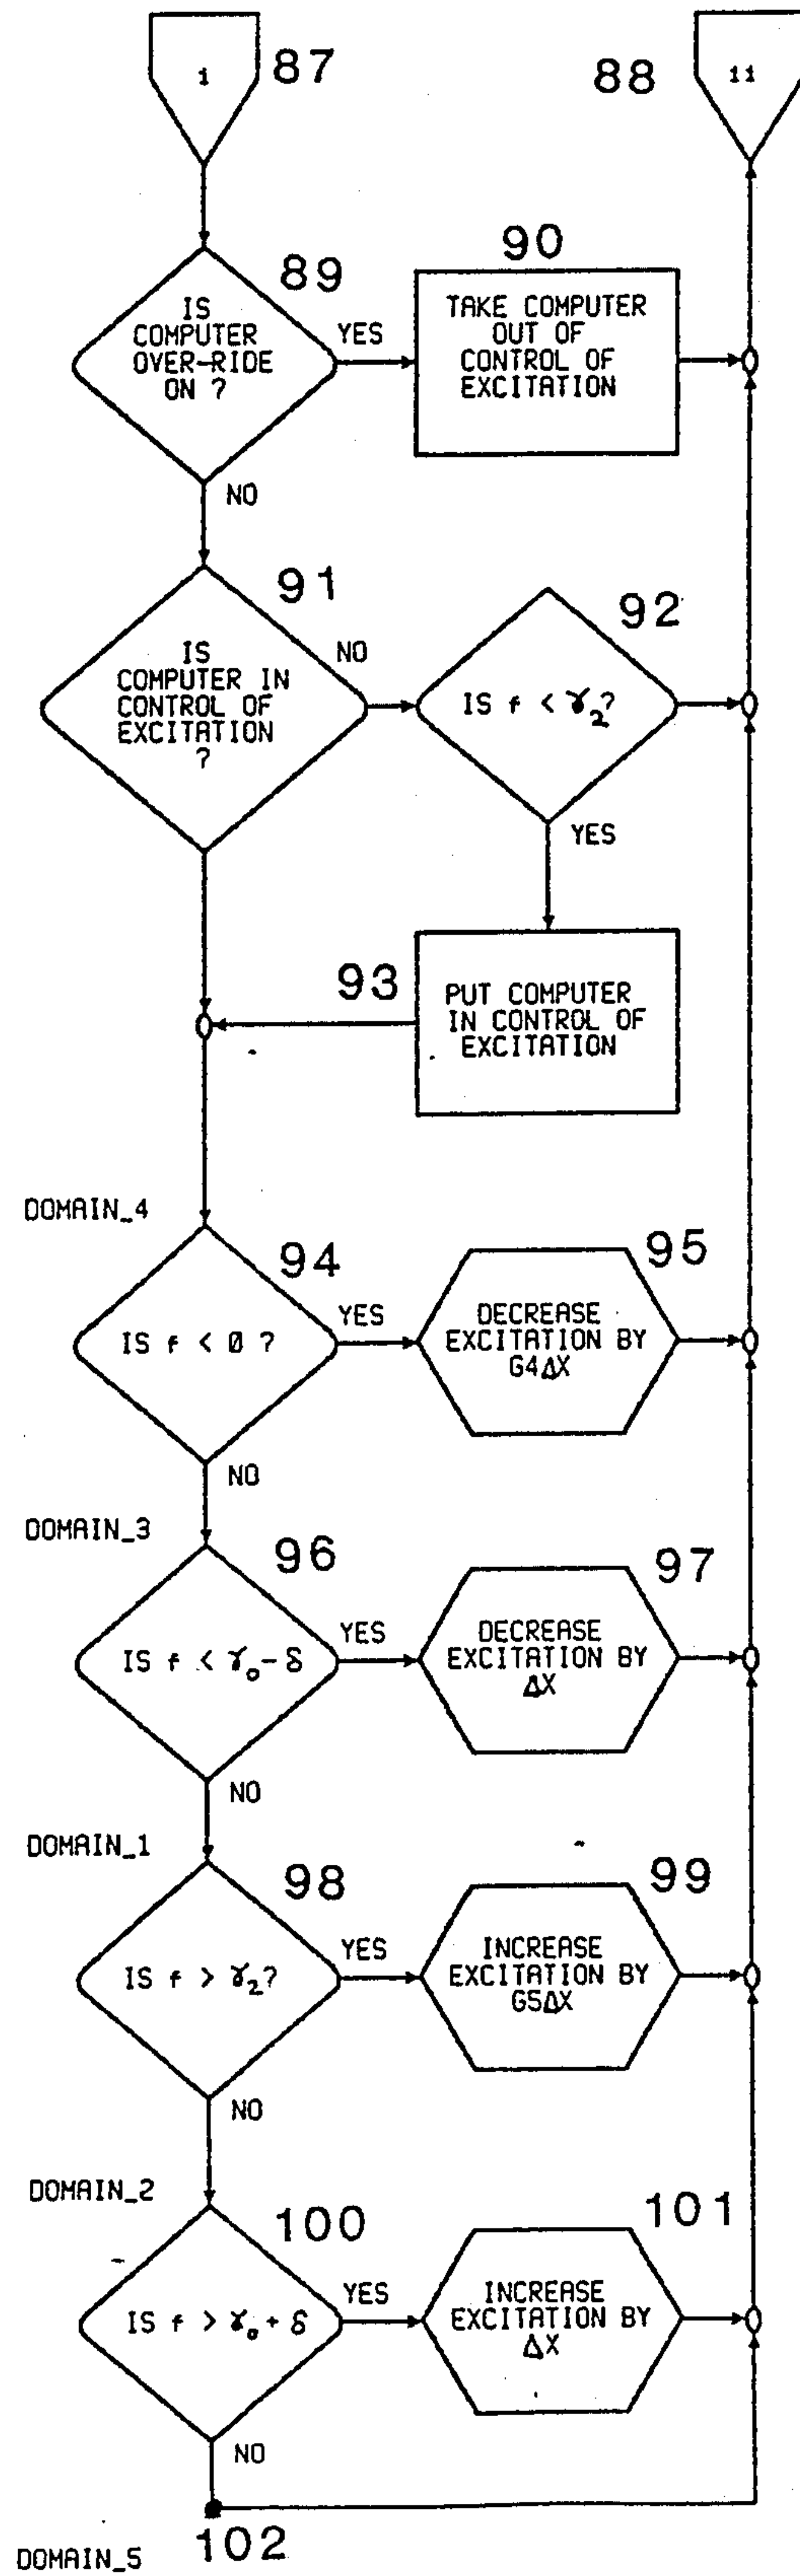 i
87
88
ii
89
IS
COMPUTER
OVER-RIDE
ON ?
YES
90
TAKE COMPUTER
OUT OF
CONTROL OF
EXCITATION
NO
91
IS
COMPUTER IN
CONTROL OF
EXCITATION
?
NO
92
IS f < γ₂?
YES
93
PUT COMPUTER
IN CONTROL OF
EXCITATION
DOMAIN_4
94
IS f < 0 ?
YES
95
DECREASE
EXCITATION BY
G4ΔX
NO
DOMAIN_3
96
IS f < γ₀ - δ
YES
97
DECREASE
EXCITATION BY
ΔX
NO
DOMAIN_1
98
IS f > γ₂?
YES
99
INCREASE
EXCITATION BY
G5ΔX
NO
DOMAIN_2
100
IS f > γ₀ + δ
YES
101
INCREASE
EXCITATION BY
ΔX
NO
102
DOMAIN_5